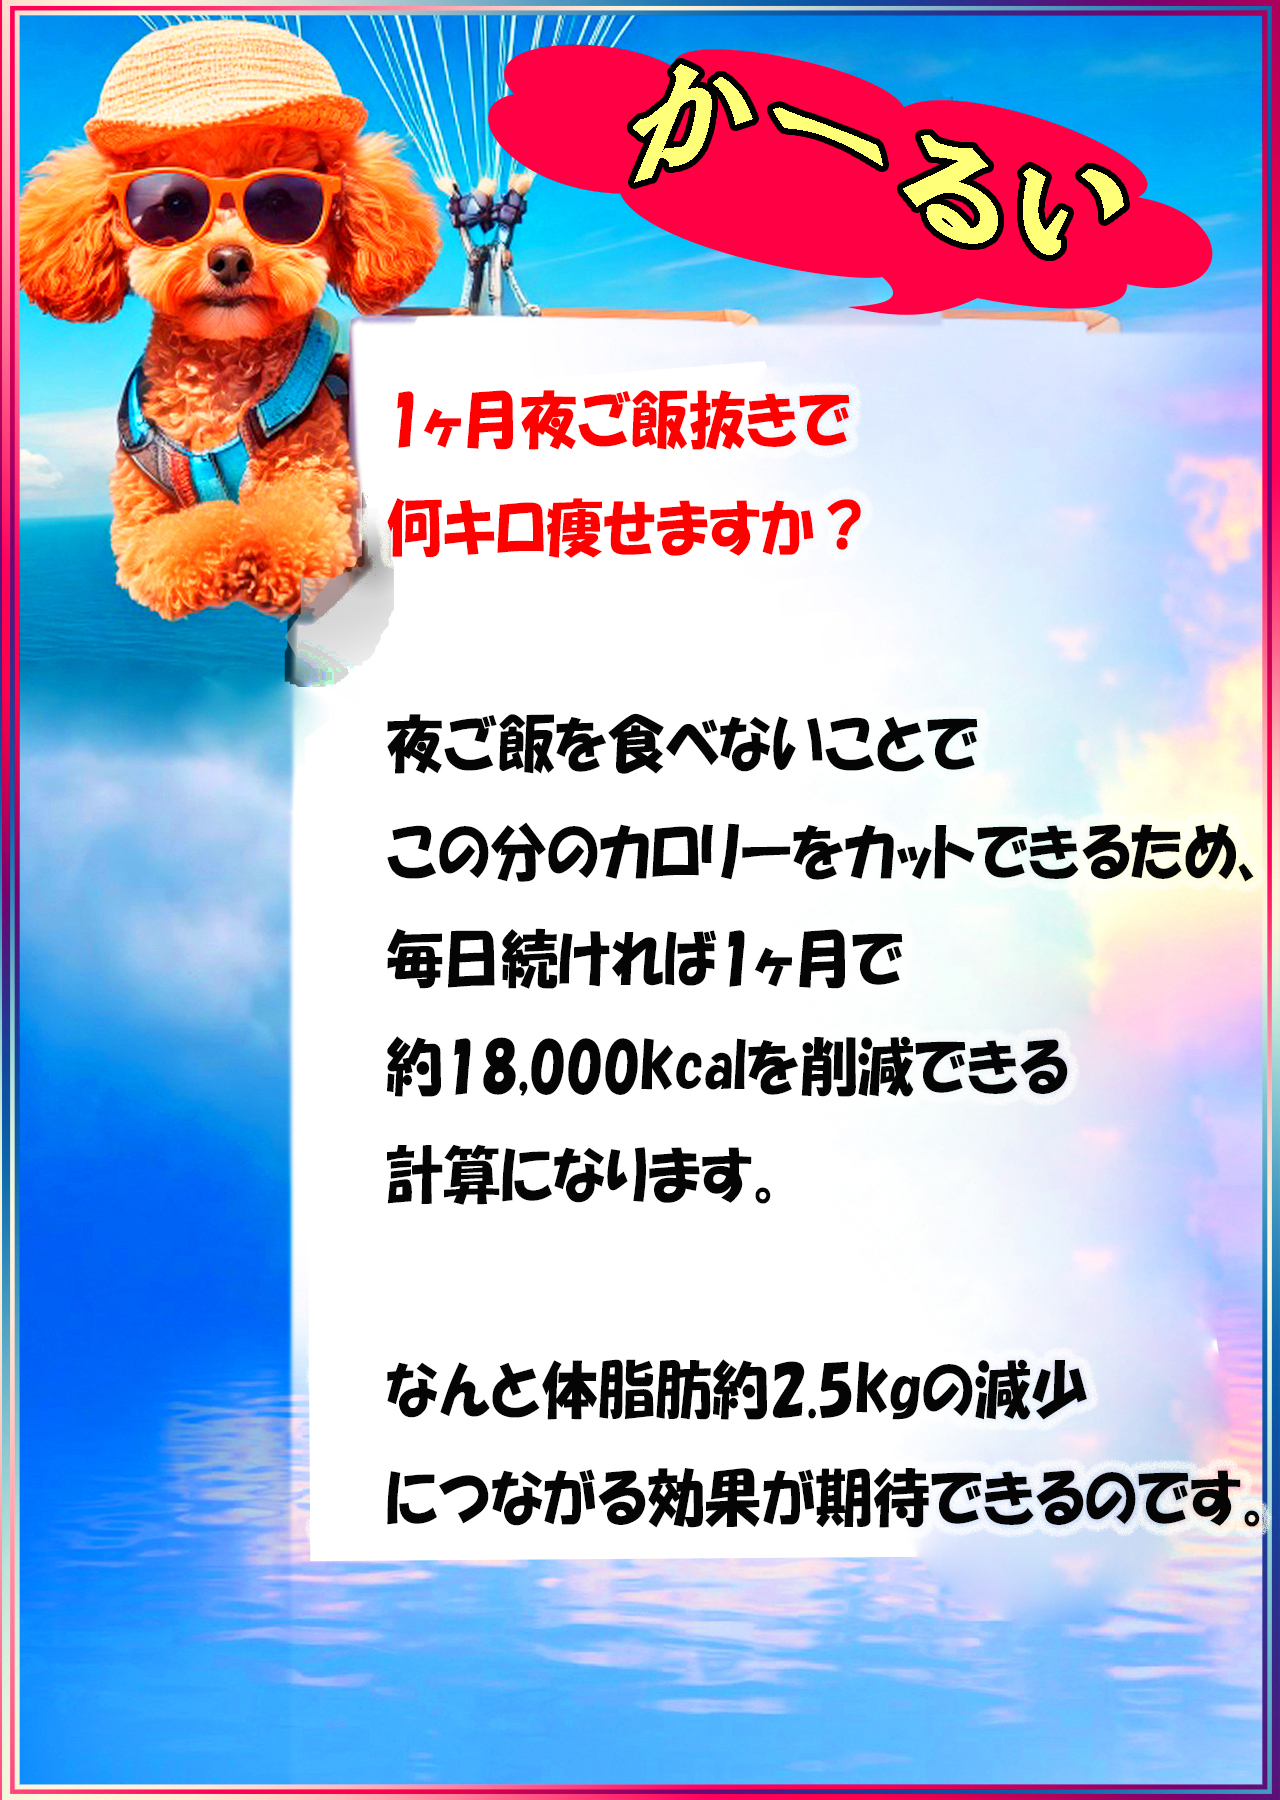 かーるい
1ヶ月夜ご飯抜きで
何キロ痩せますか？
夜ご飯を食べないことで
この分のカロリーをカットできるため、
毎日続ければ1ヶ月で
約18,000kcalを削減できる
計算になります。
なんと体脂肪約2.5kgの減少
につながる効果が期待できるのです。